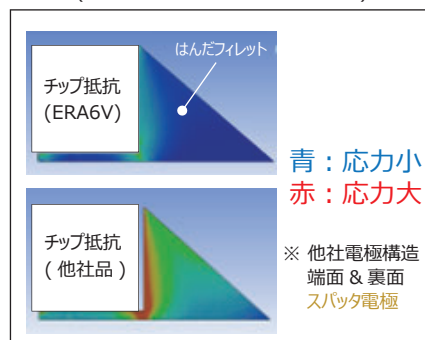 はんだフィレット
チップ抵抗
(ERA6V)
青：応力小
赤：応力大
チップ抵抗
( 他社品 )
※ 他社電極構造
端面 & 裏面
スパッタ電極